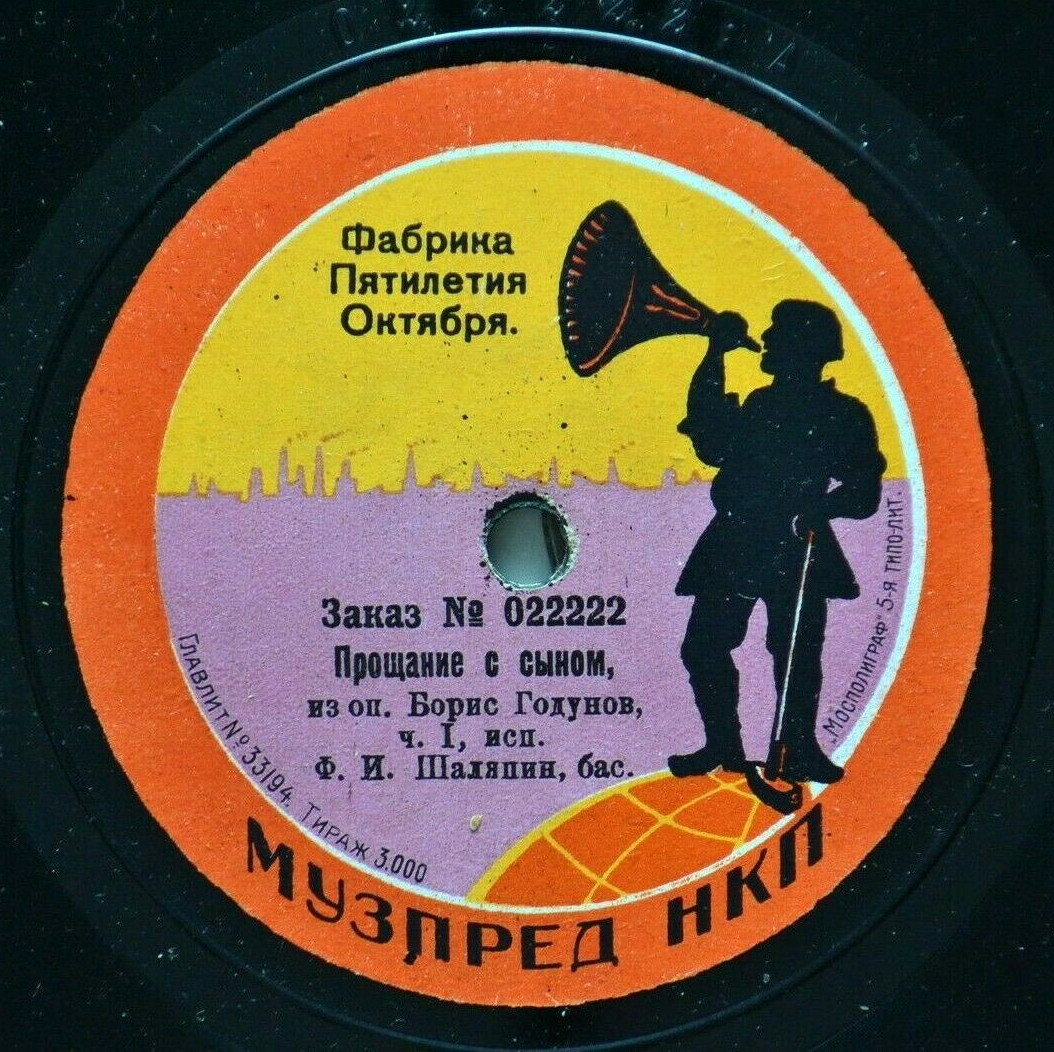 022222
Фабрика
Пятилетия
Октября.
Заказ № 022222
Прощание с сыном,
из оп. Борис Годунов,
ч. I, исп.
Ф. И. Шаляпин, бас.
Главлит № 33194. Тираж 3.000
„Мосполиграф" 5-я типо-лит.
МУЗПРЕД НКП